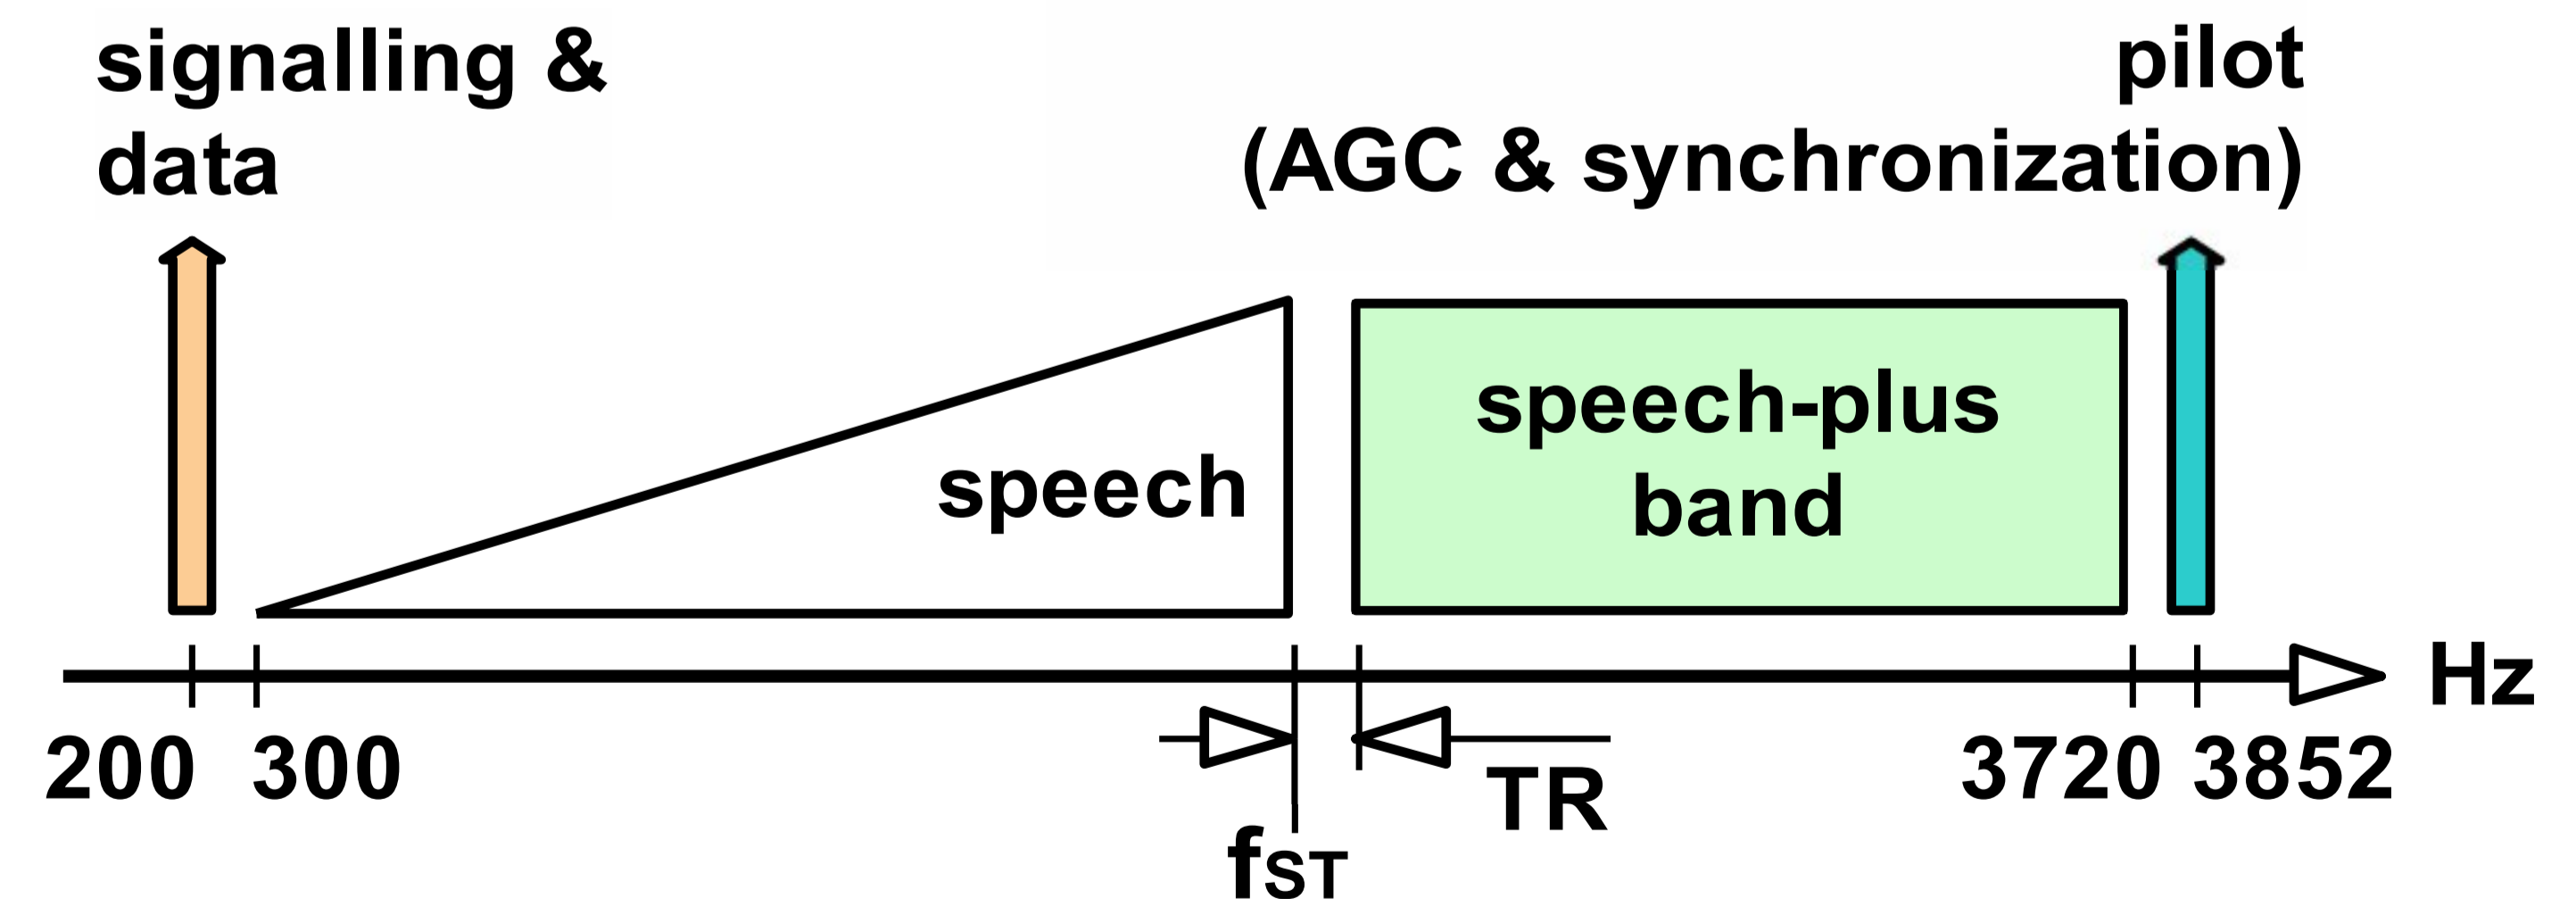 signalling &
data
pilot
(AGC & synchronization)
speech
speech-plus
band
Hz
200 300
3720 3852
TR
fST